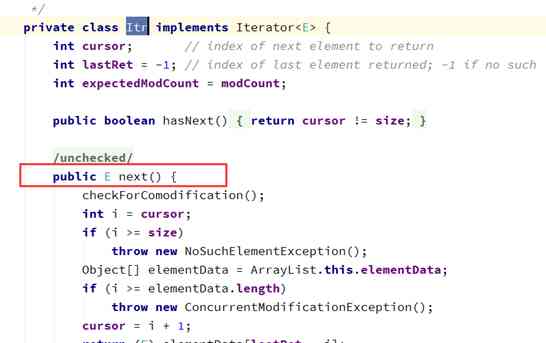 */
private class Itr implements Iterator<E> {
int cursor;       // index of next element to return
int lastRet = -1; // index of last element returned; -1 if no such
int expectedModCount = modCount;
public boolean hasNext() { return cursor != size; }
/unchecked/
public E next() {
checkForComodification();
int i = cursor;
if (i >= size)
throw new NoSuchElementException();
Object[] elementData = ArrayList.this.elementData;
if (i >= elementData.length)
throw new ConcurrentModificationException();
cursor = i + 1;
return (E) elementData[lastRet = i];